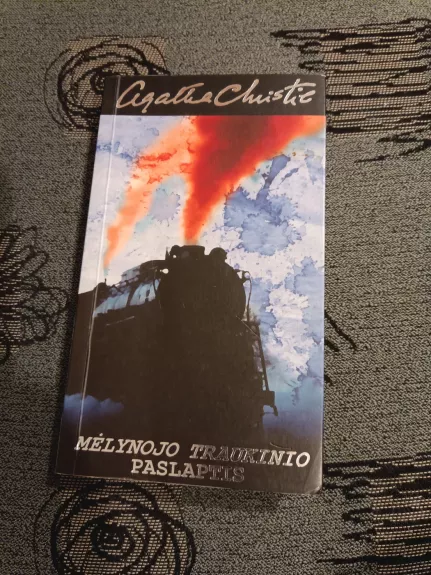 Agatha Christie
MĖLYNOJO TRAUKINIO
PASLAPTIS